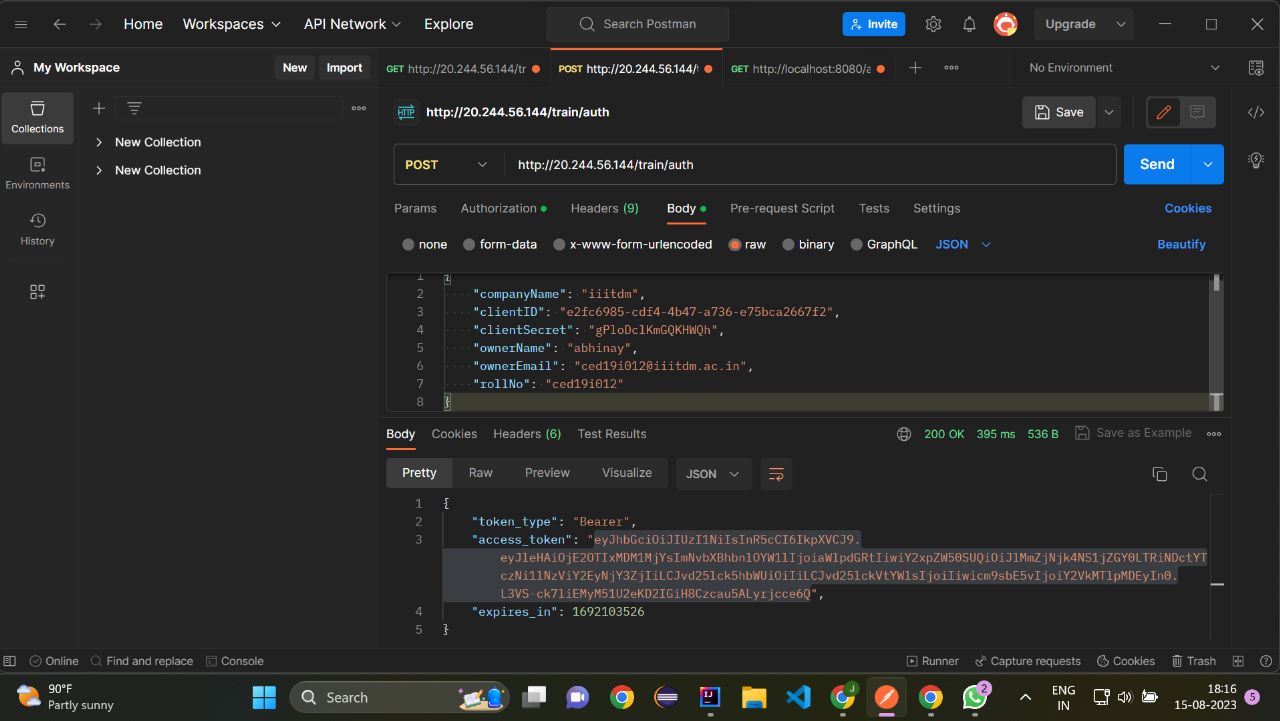 Home Workspaces API Network Explore Search Postman Invite Upgrade
My Workspace New Import GET http://20.244.56.144/tr POST http://20.244.56.144/t GET http://localhost:8080/a No Environment
Collections
Environments
History
New Collection
New Collection
HTTP http://20.244.56.144/train/auth Save
POST http://20.244.56.144/train/auth Send
Params Authorization Headers (9) Body Pre-request Script Tests Settings Cookies
none form-data x-www-form-urlencoded raw binary GraphQL JSON Beautify
1 {
2 "companyName": "iiitdm",
3 "clientID": "e2fc6985-cdf4-4b47-a736-e75bca2667f2",
4 "clientSecret": "gPloDclKmGQKHWQh",
5 "ownerName": "abhinay",
6 "ownerEmail": "ced19i012@iiitdm.ac.in",
7 "rollNo": "ced19i012"
8 }
Body Cookies Headers (6) Test Results 200 OK 395 ms 536 B Save as Example
Pretty Raw Preview Visualize JSON
1 {
2 "token_type": "Bearer",
3 "access_token": "eyJhbGciOiJIUzI1NiIsInR5cCI6IkpXVCJ9.
eyJleHAiOjE2OTIxMDM1MjYsImNvbXBhbnlOYW1lIjoiaWlpdGRtIiwiY2xpZW50SUQiOiJlMmZjNjk4NS1jZGY0LTRiNDctYT
czNi1lNzViY2EyNjY3ZjIiLCJvd25lck5hbWUiOiIiLCJvd25lckVtYWlsIjoiIiwicm9sbE5vIjoiY2VkMTlpMDEyIn0.
L3VS-ck7liEMyM51U2eKD2IGiH8Czcau5ALyrjcce6Q",
4 "expires_in": 1692103526
5 }
Online Find and replace Console Runner Capture requests Cookies Trash
90°F
Partly sunny
Search
J
2
ENG
IN
18:16
15-08-2023
5